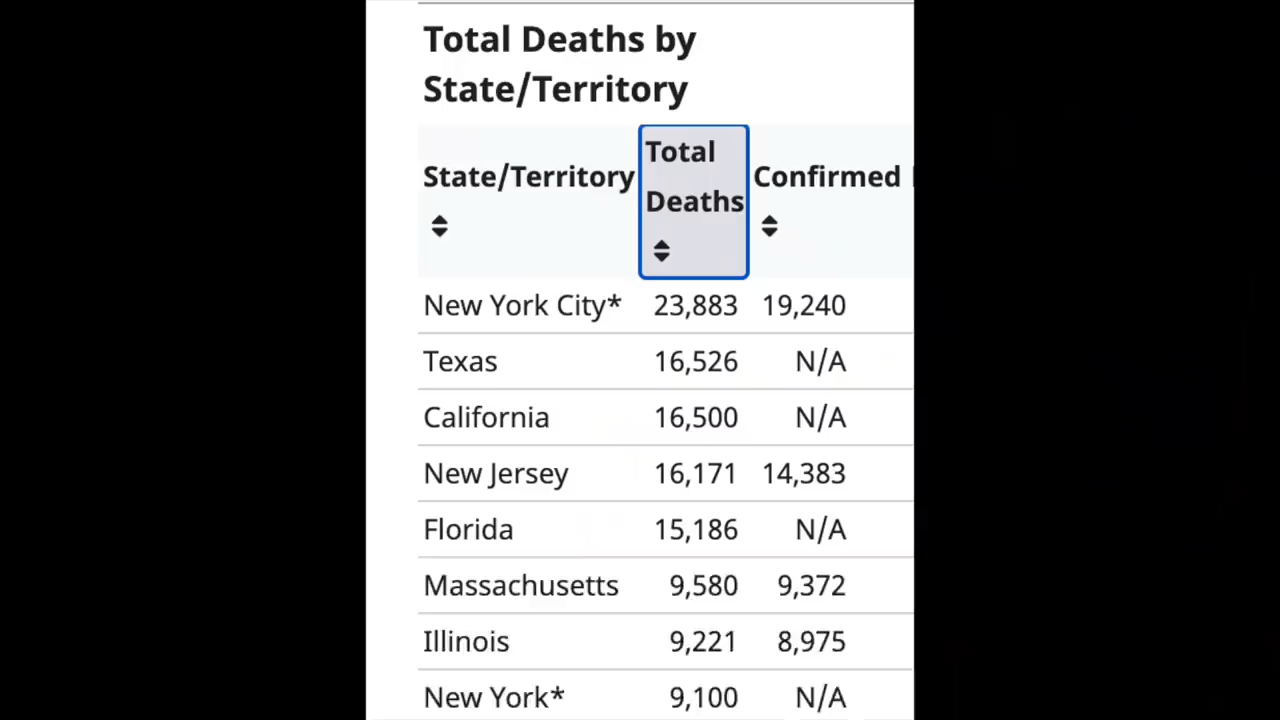 Total Deaths by
State/Territory
State/Territory Total Deaths Confirmed
New York City* 23,883 19,240
Texas 16,526 N/A
California 16,500 N/A
New Jersey 16,171 14,383
Florida 15,186 N/A
Massachusetts 9,580 9,372
Illinois 9,221 8,975
New York* 9,100 N/A